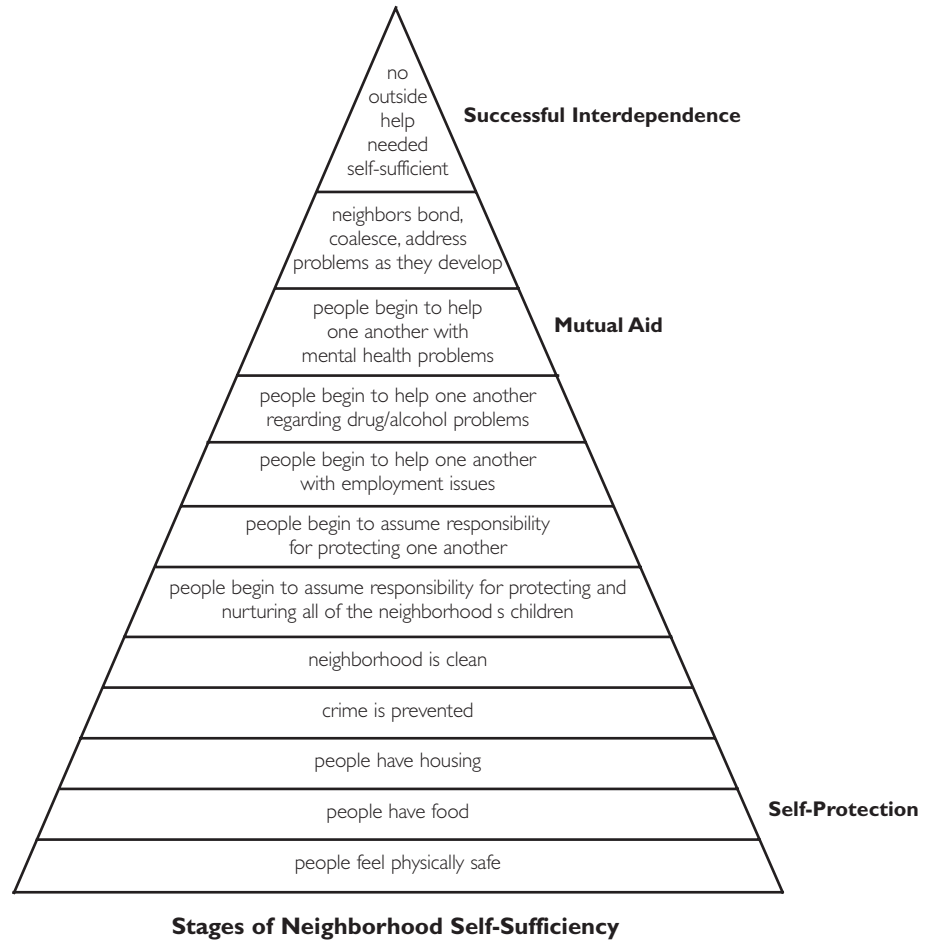 no
outside
help
needed
self-sufficient
Successful Interdependence
neighbors bond,
coalesce, address
problems as they develop
people begin to help
one another with
mental health problems
Mutual Aid
people begin to help one another
regarding drug/alcohol problems
people begin to help one another
with employment issues
people begin to assume responsibility
for protecting one another
people begin to assume responsibility for protecting and
nurturing all of the neighborhood s children
neighborhood is clean
crime is prevented
people have housing
people have food
Self-Protection
people feel physically safe
Stages of Neighborhood Self-Sufficiency